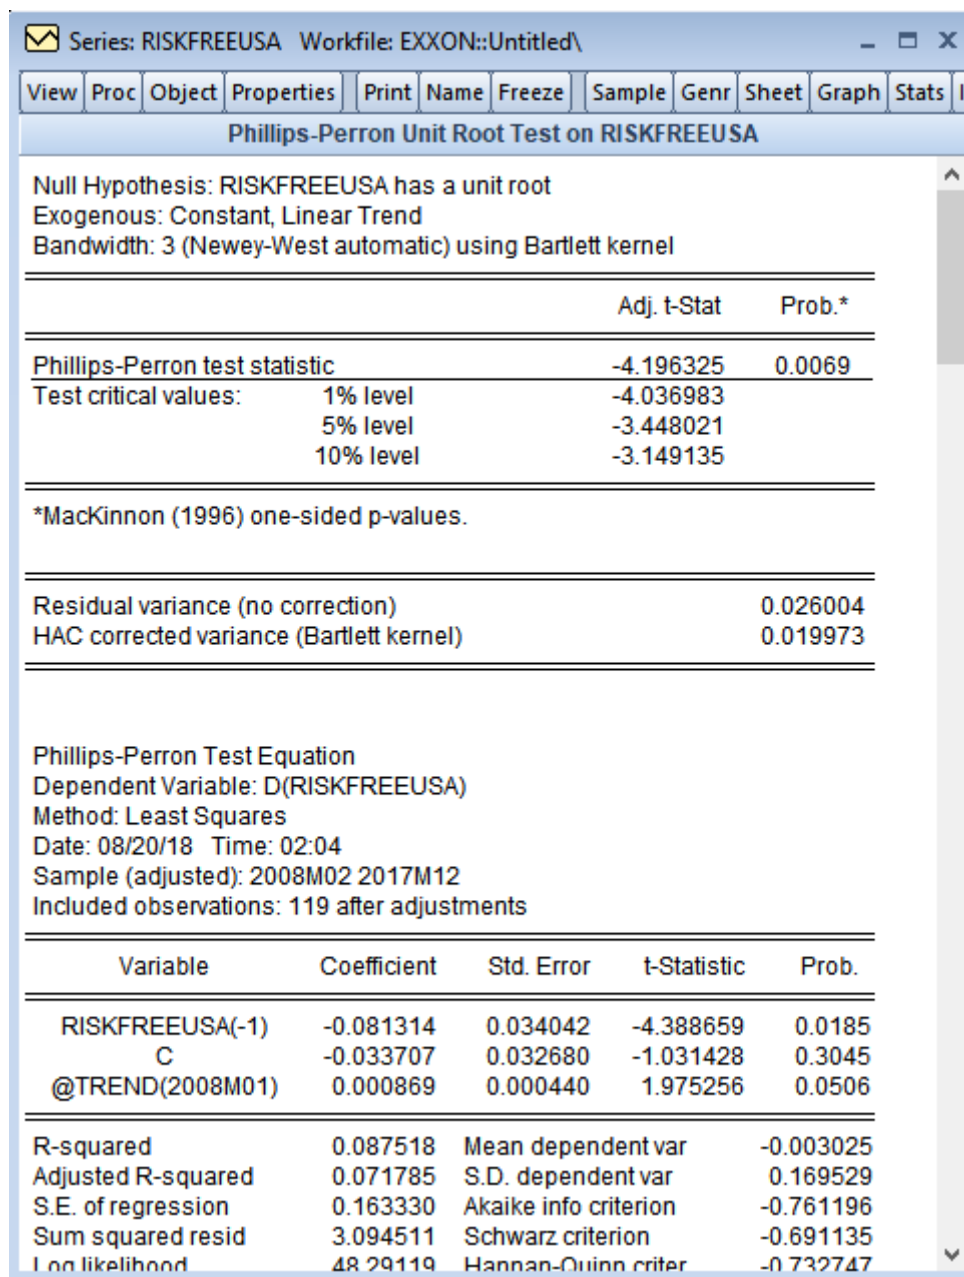 Series: RISKFREEUSA Workfile: EXXON::Untitled\
View Proc Object Properties Print Name Freeze Sample Genr Sheet Graph Stats
Phillips-Perron Unit Root Test on RISKFREEUSA
Null Hypothesis: RISKFREEUSA has a unit root
Exogenous: Constant, Linear Trend
Bandwidth: 3 (Newey-West automatic) using Bartlett kernel
Adj. t-Stat Prob.*
Phillips-Perron test statistic -4.196325 0.0069
Test critical values: 1% level -4.036983
5% level -3.448021
10% level -3.149135
*MacKinnon (1996) one-sided p-values.
Residual variance (no correction) 0.026004
HAC corrected variance (Bartlett kernel) 0.019973
Phillips-Perron Test Equation
Dependent Variable: D(RISKFREEUSA)
Method: Least Squares
Date: 08/20/18 Time: 02:04
Sample (adjusted): 2008M02 2017M12
Included observations: 119 after adjustments
Variable Coefficient Std. Error t-Statistic Prob.
RISKFREEUSA(-1) -0.081314 0.034042 -4.388659 0.0185
C -0.033707 0.032680 -1.031428 0.3045
@TREND(2008M01) 0.000869 0.000440 1.975256 0.0506
R-squared 0.087518 Mean dependent var -0.003025
Adjusted R-squared 0.071785 S.D. dependent var 0.169529
S.E. of regression 0.163330 Akaike info criterion -0.761196
Sum squared resid 3.094511 Schwarz criterion -0.691135
Log likelihood 48.29119 Hannan-Quinn criter. -0.732747